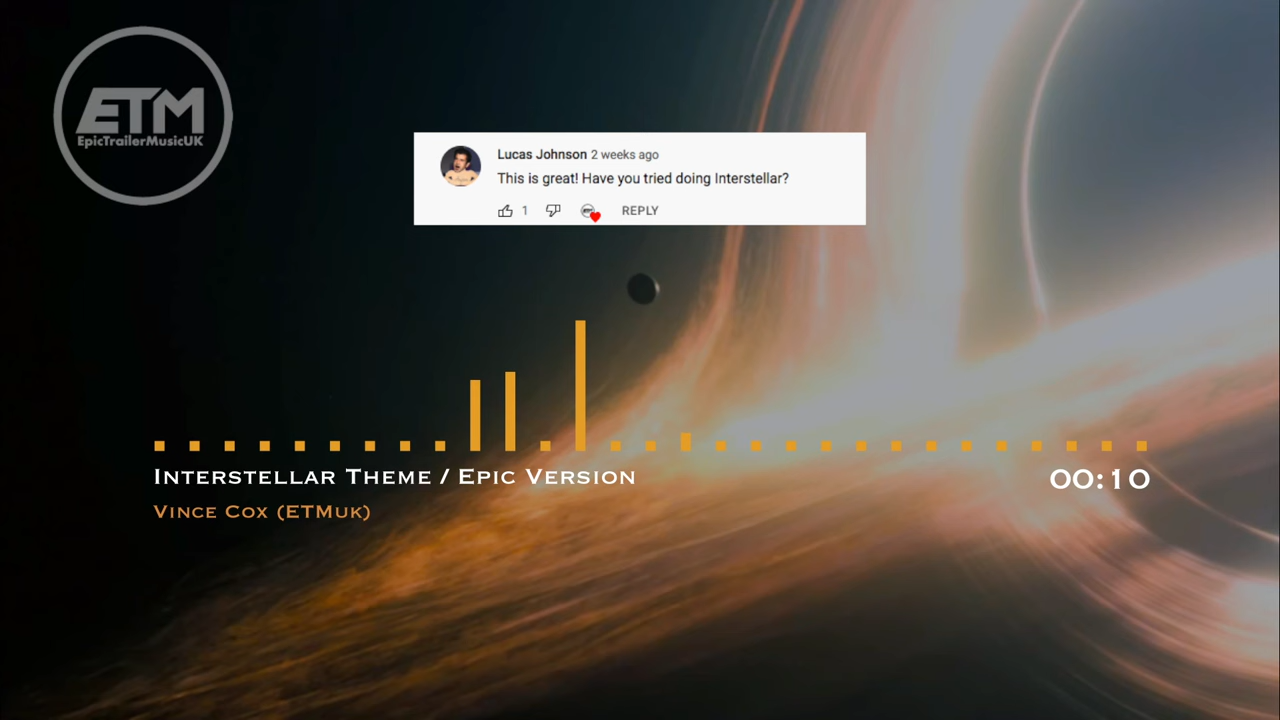 ETM
EpicTrailerMusicUK
Lucas Johnson 2 weeks ago
This is great! Have you tried doing Interstellar?
1 REPLY
Interstellar Theme / Epic Version
00:10
Vince Cox (ETMuk)